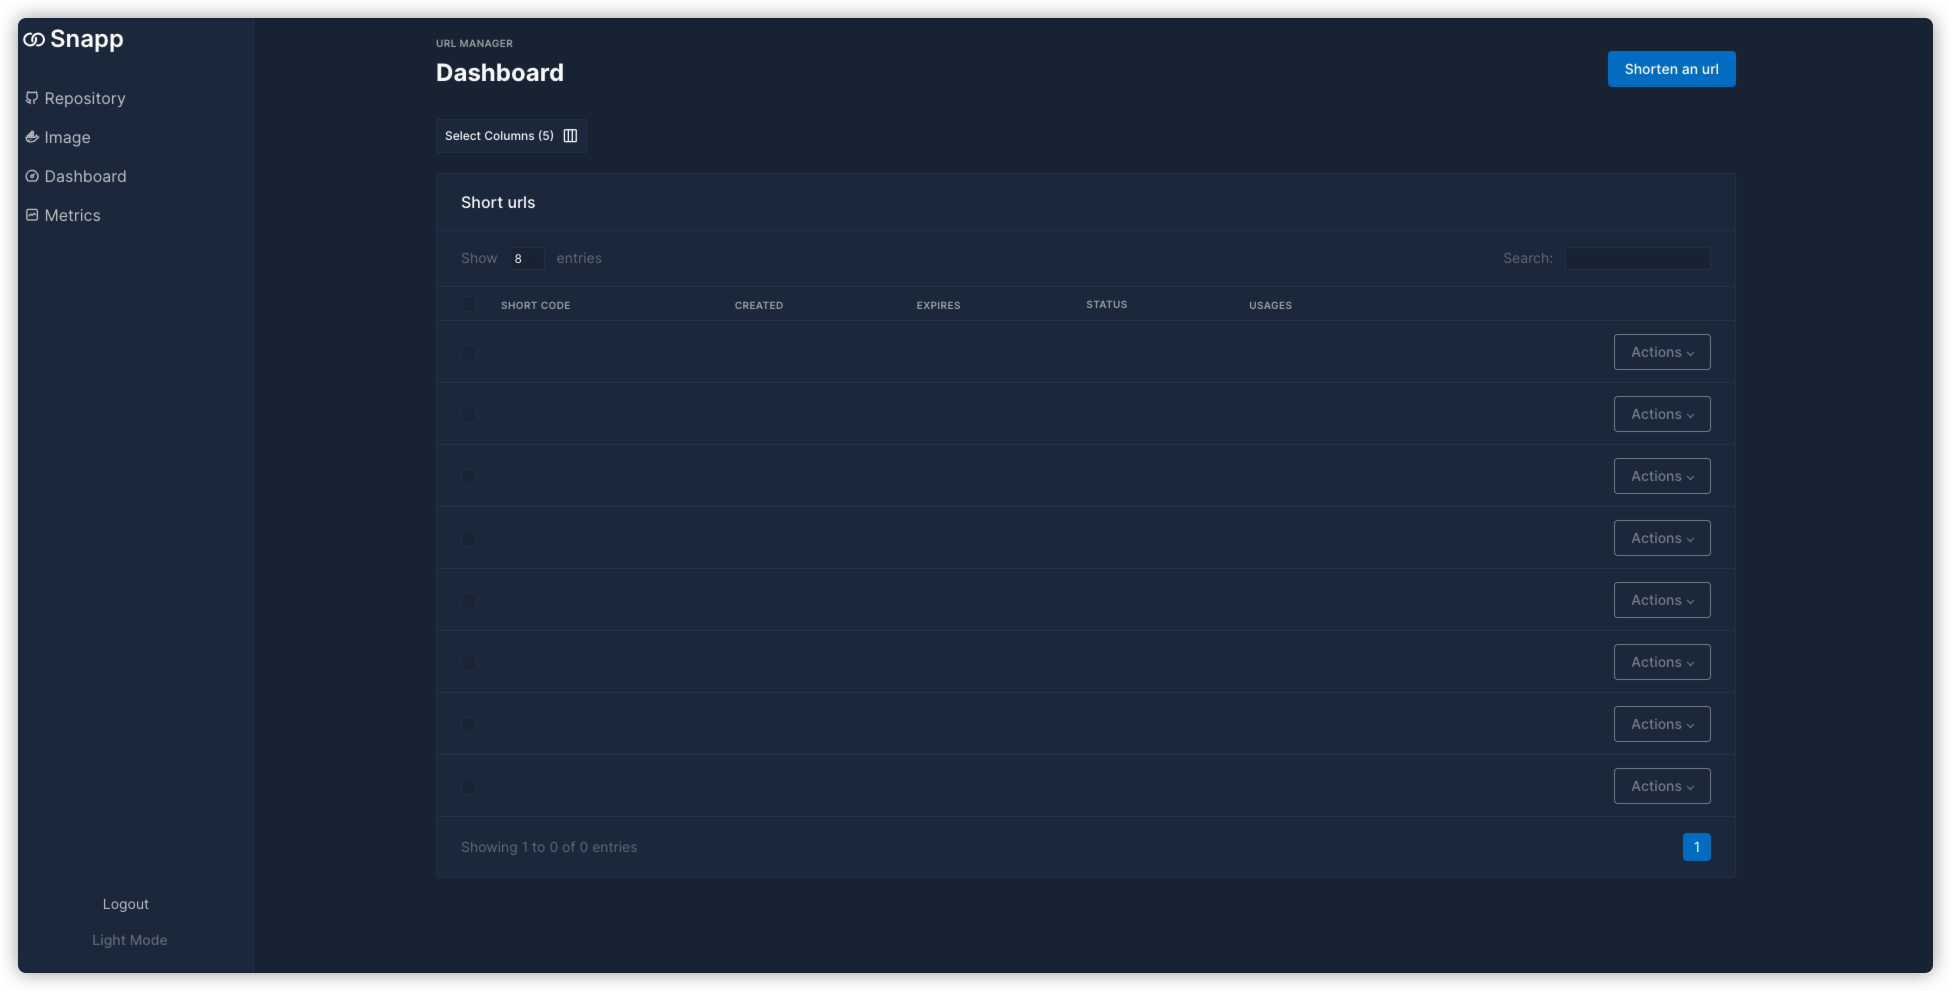 Snapp
Repository
Image
Dashboard
Metrics
Logout
Light Mode
URL MANAGER
Dashboard
Shorten an url
Select Columns (5)
Short urls
Show 8 entries
Search:
SHORT CODE CREATED EXPIRES STATUS USAGES
Actions
Actions
Actions
Actions
Actions
Actions
Actions
Actions
Showing 1 to 0 of 0 entries
1